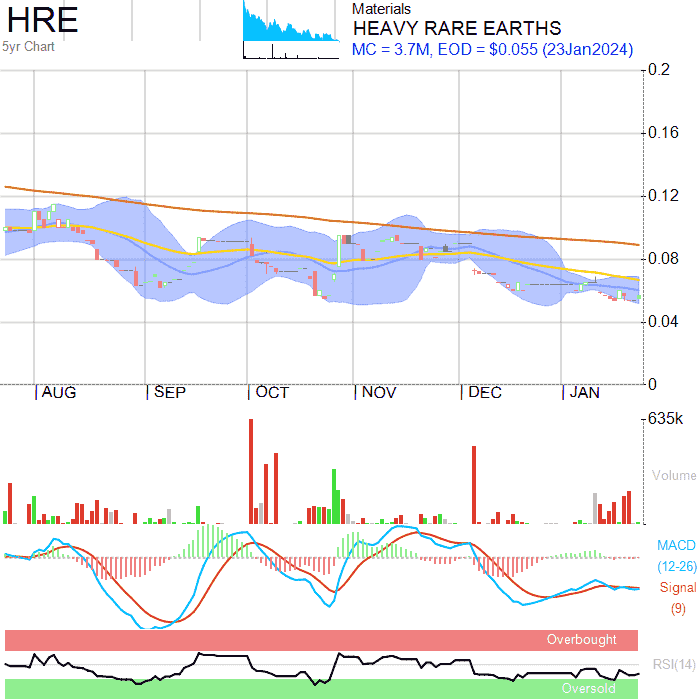 HRE
5yr Chart
Materials
HEAVY RARE EARTHS
MC = 3.7M, EOD = $0.055 (23Jan2024)
0.2
0.16
0.12
0.08
0.04
0
AUG SEP OCT NOV DEC JAN
635k
Volume
MACD
(12-26)
Signal
(9)
Overbought
RSI(14)
Oversold